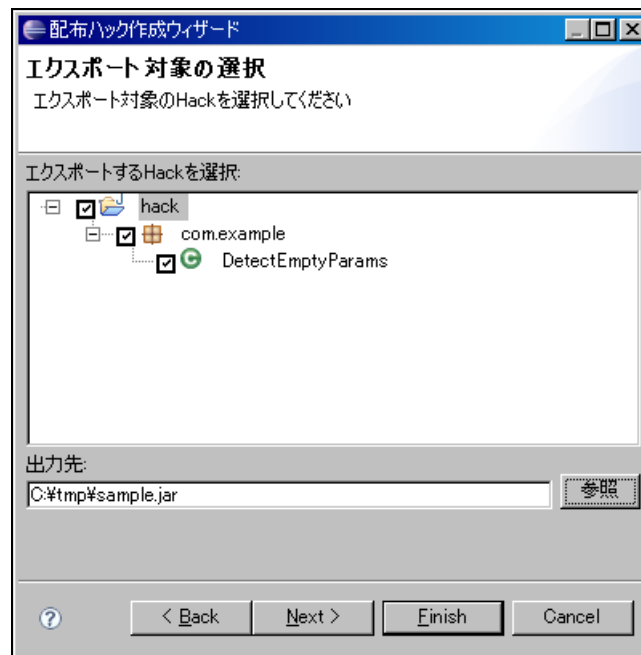 配布ハック作成ウィザード
エクスポート対象の選択
エクスポート対象のHackを選択してください
エクスポートするHackを選択:
hack
com.example
DetectEmptyParams
出力先:
C:¥tmp¥sample.jar
参照
?
< Back
Next >
Finish
Cancel